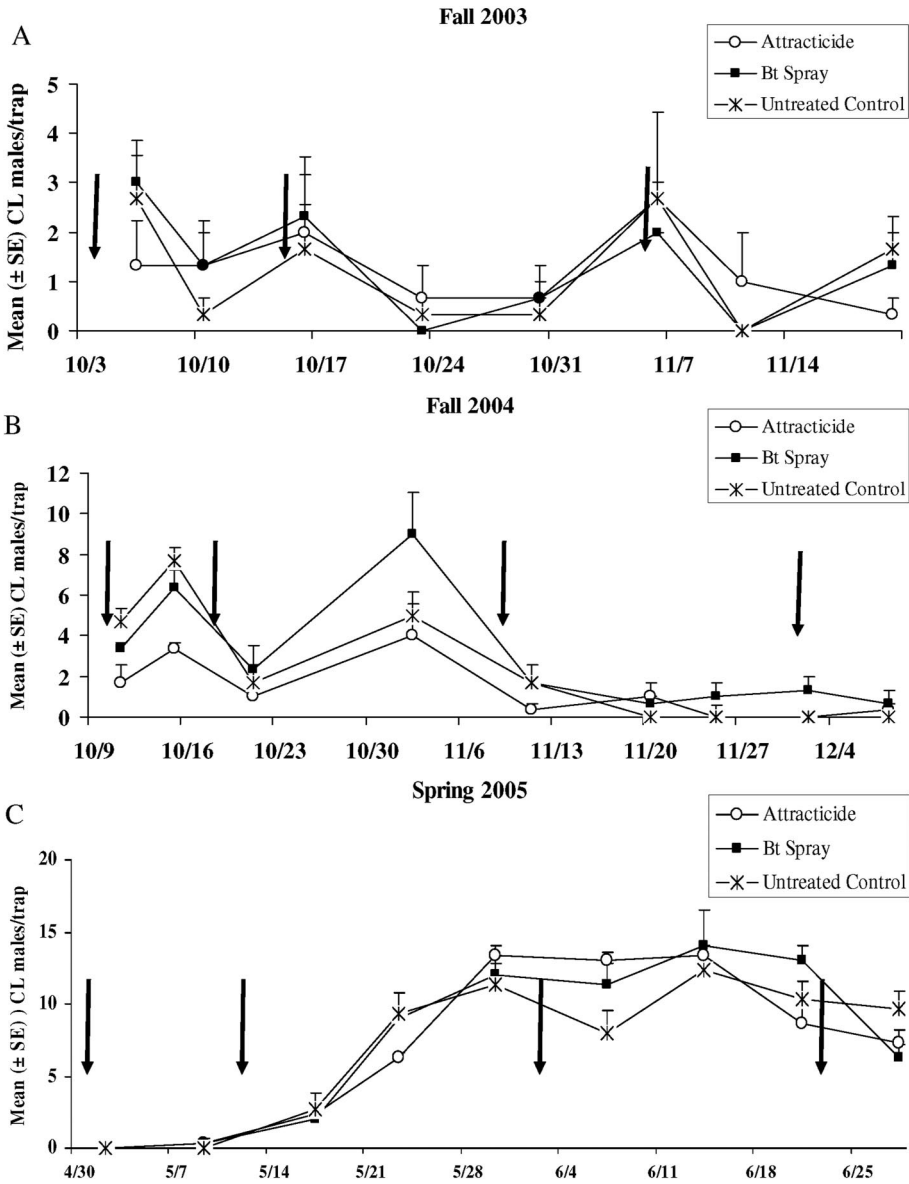 Fall 2003
A
Attracticide
Bt Spray
Untreated Control
Mean (± SE) CL males/trap
5
4
3
2
1
0
10/3 10/10 10/17 10/24 10/31 11/7 11/14
Fall 2004
B
Attracticide
Bt Spray
Untreated Control
Mean (± SE) CL males/trap
12
10
8
6
4
2
0
10/9 10/16 10/23 10/30 11/6 11/13 11/20 11/27 12/4
Spring 2005
C
Attracticide
Bt Spray
Untreated Control
Mean (± SE) ) CL males/trap
20
15
10
5
0
4/30 5/7 5/14 5/21 5/28 6/4 6/11 6/18 6/25